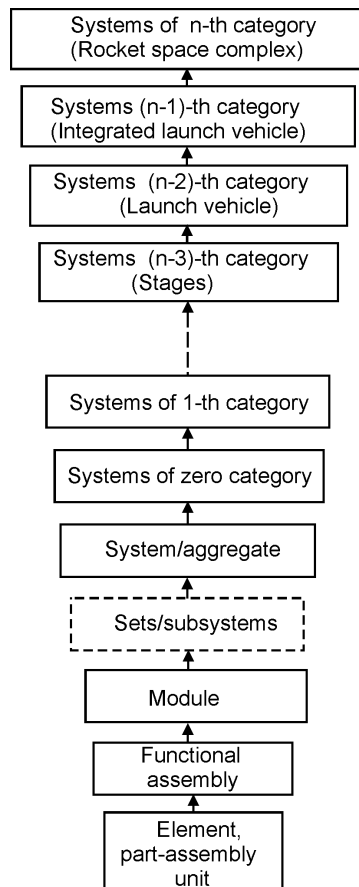 Systems of n-th category
(Rocket space complex)
Systems (n-1)-th category
(Integrated launch vehicle)
Systems (n-2)-th category
(Launch vehicle)
Systems (n-3)-th category
(Stages)
Systems of 1-th category
Systems of zero category
System/aggregate
Sets/subsystems
Module
Functional
assembly
Element,
part-assembly
unit